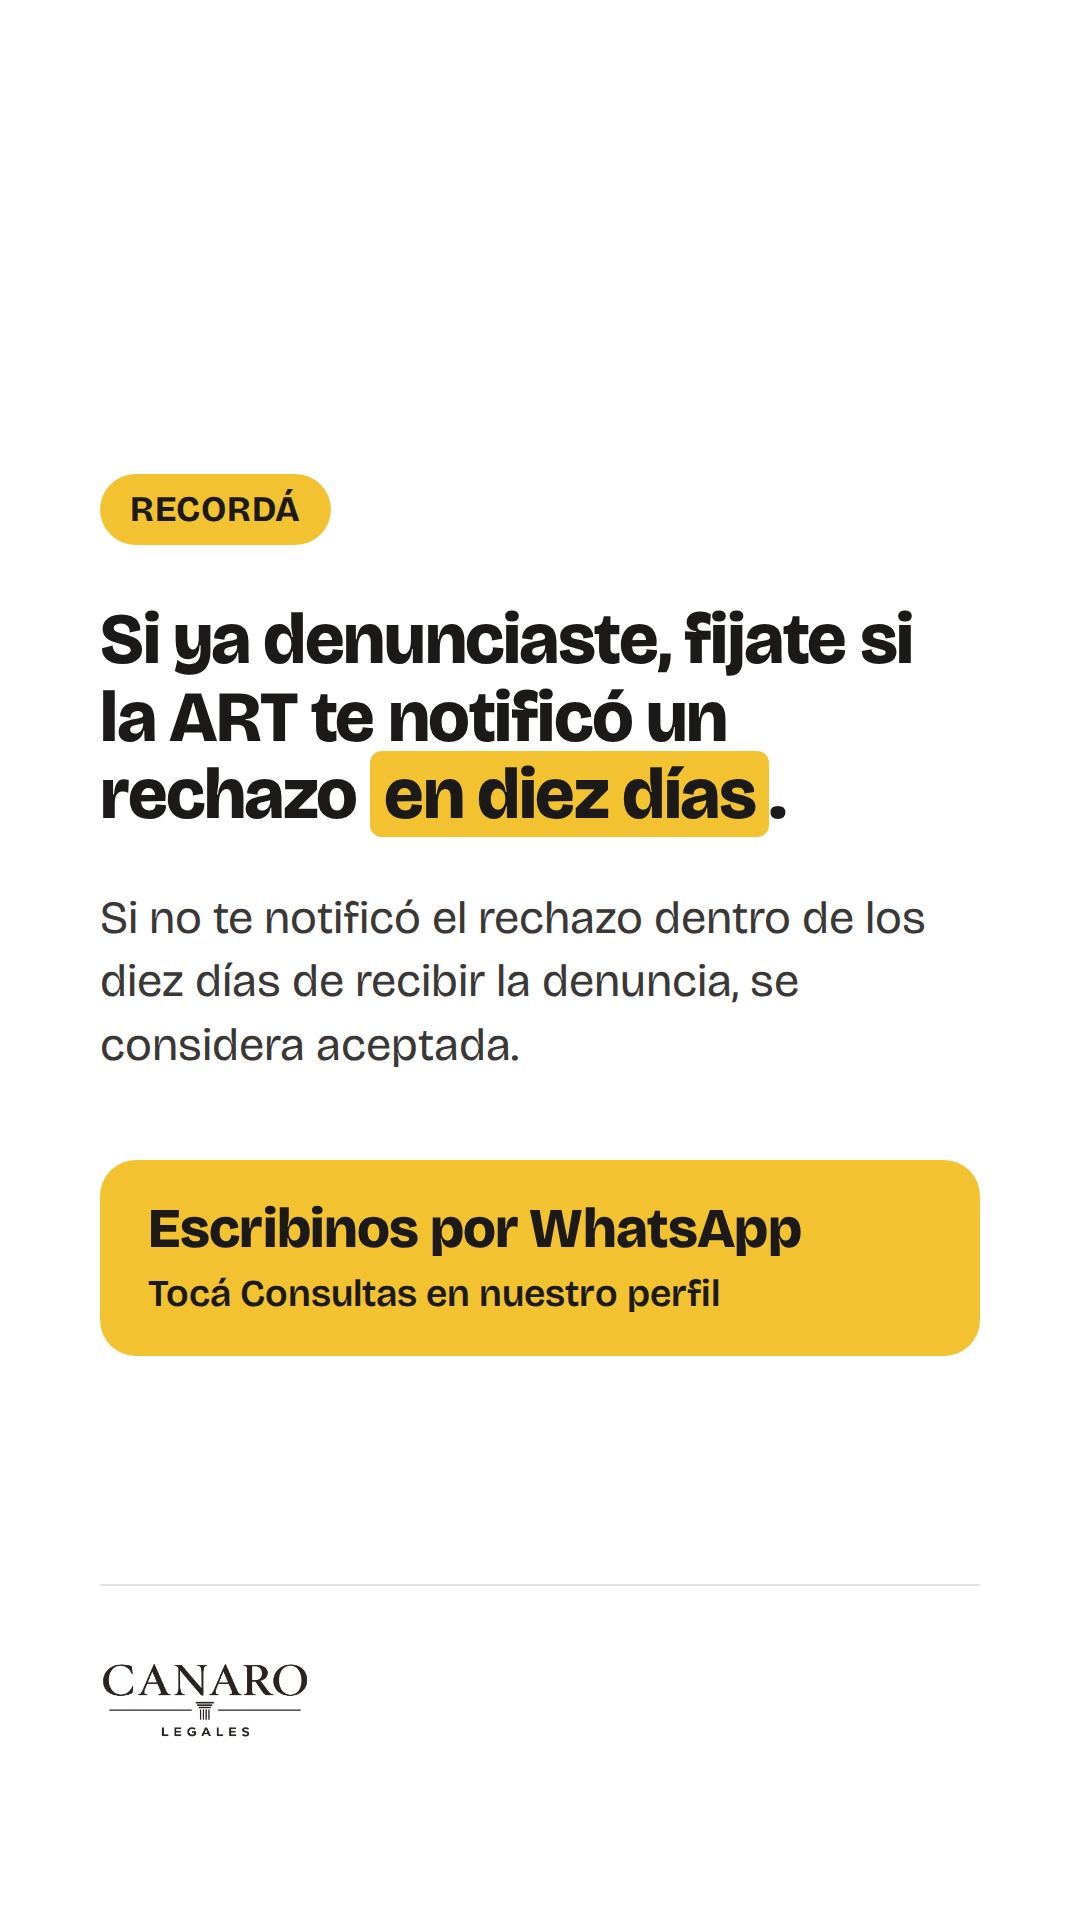 RECORDÁ
Si ya denunciaste, fijate si
la ART te notificó un
rechazo en diez días.
Si no te notificó el rechazo dentro de los
diez días de recibir la denuncia, se
considera aceptada.
Escribinos por WhatsApp
Tocá Consultas en nuestro perfil
CANARO
LEGALES